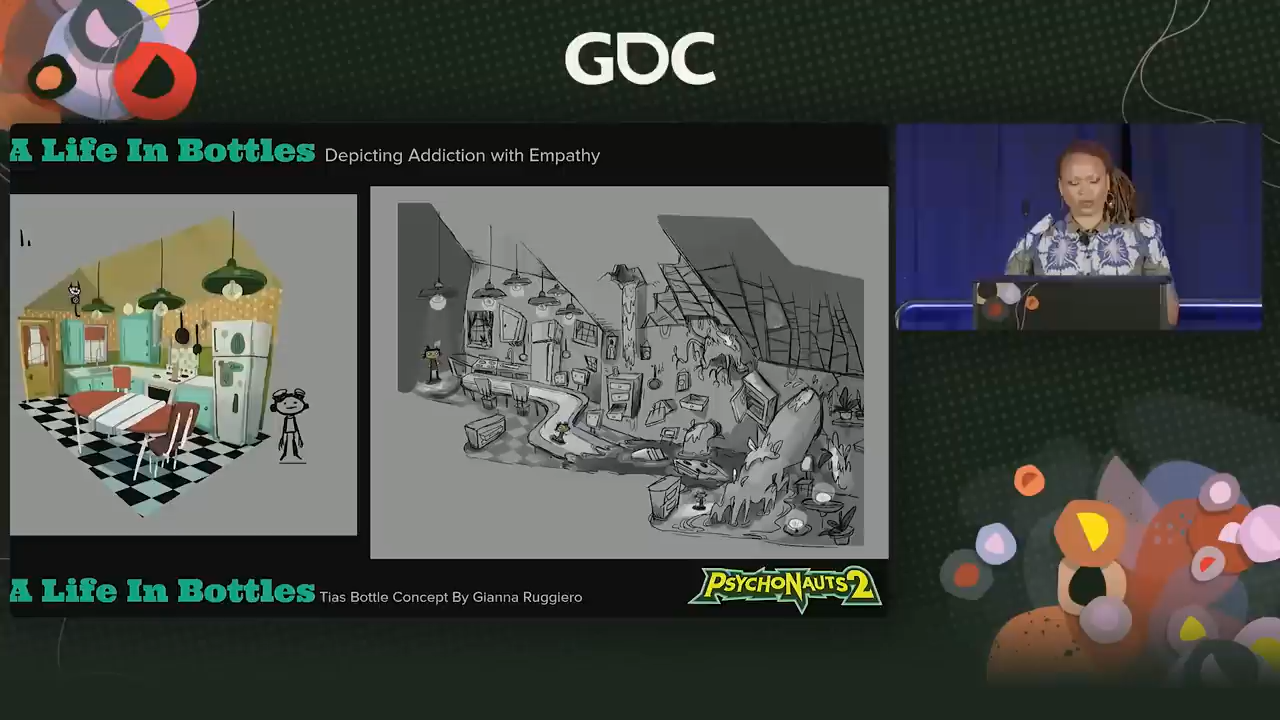 GDC
A Life In Bottles Depicting Addiction with Empathy
1.
A Life In Bottles Tias Bottle Concept By Gianna Ruggiero
PSYCHONAUTS 2